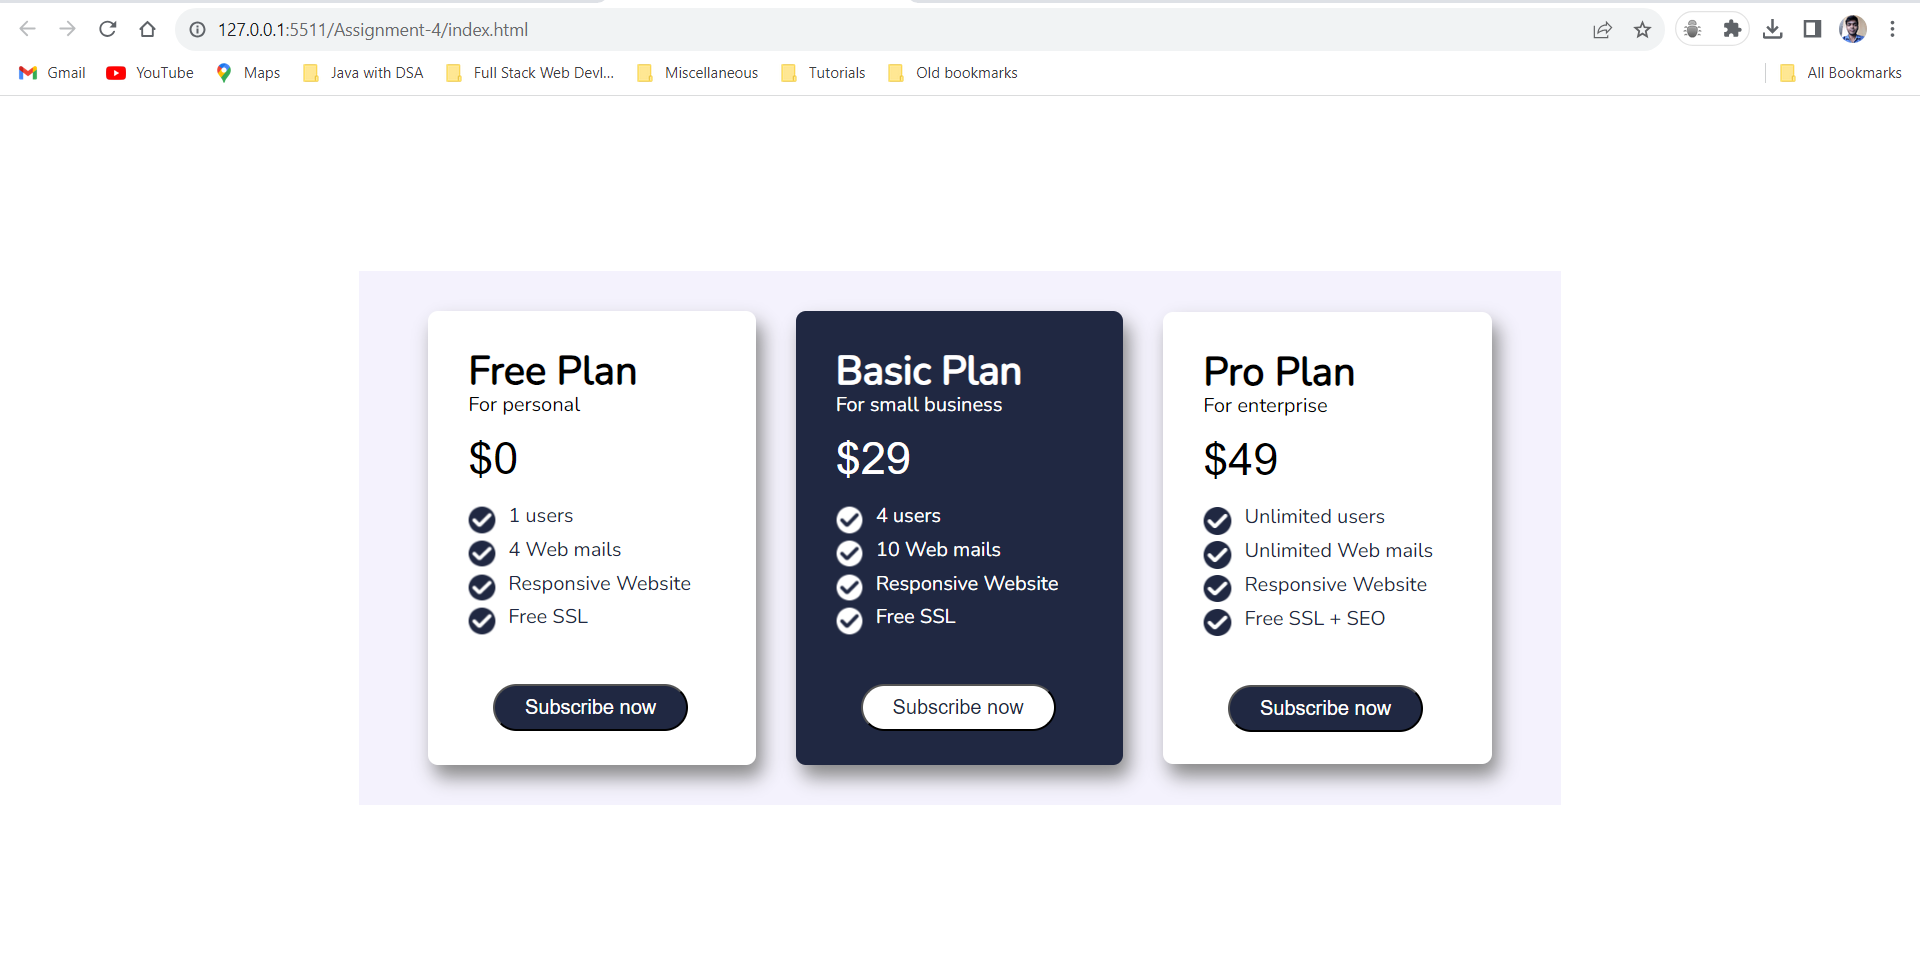 127.0.0.1:5511/Assignment-4/index.html
Gmail YouTube Maps Java with DSA Full Stack Web Devl... Miscellaneous Tutorials Old bookmarks All Bookmarks
Free Plan
For personal
$0
1 users
4 Web mails
Responsive Website
Free SSL
Subscribe now
Basic Plan
For small business
$29
4 users
10 Web mails
Responsive Website
Free SSL
Subscribe now
Pro Plan
For enterprise
$49
Unlimited users
Unlimited Web mails
Responsive Website
Free SSL + SEO
Subscribe now